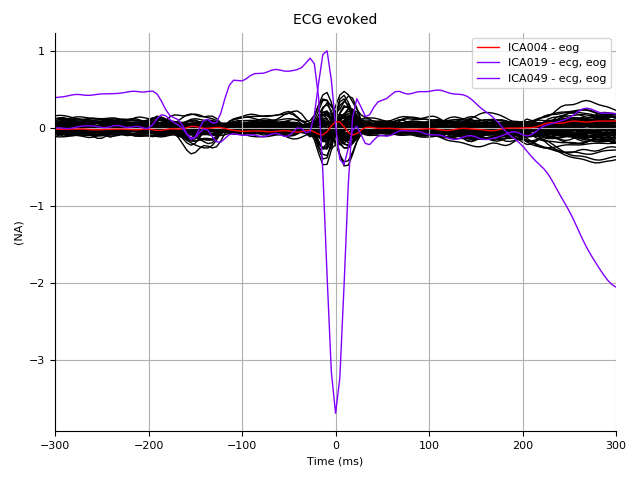 ECG evoked
ICA004 - eog
ICA019 - ecg, eog
ICA049 - ecg, eog
1
0
−1
−2
−3
(NA)
−300 −200 −100 0 100 200 300
Time (ms)